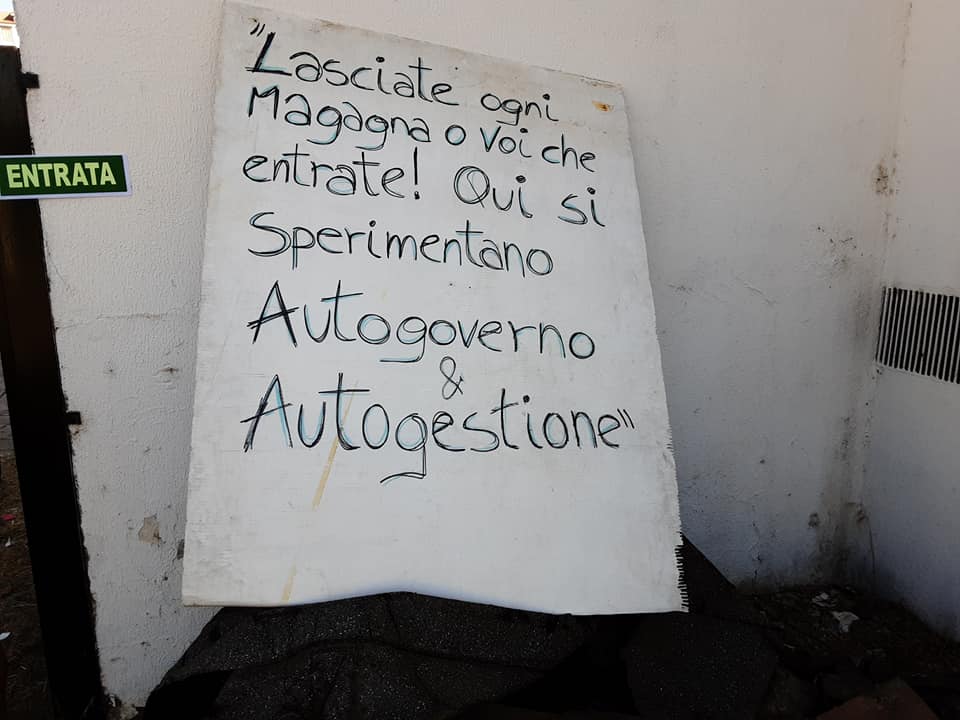 ENTRATA
"Lasciate ogni
Magagna o Voi che
entrate! Qui si
Sperimentano
Autogoverno
&
Autogestione"